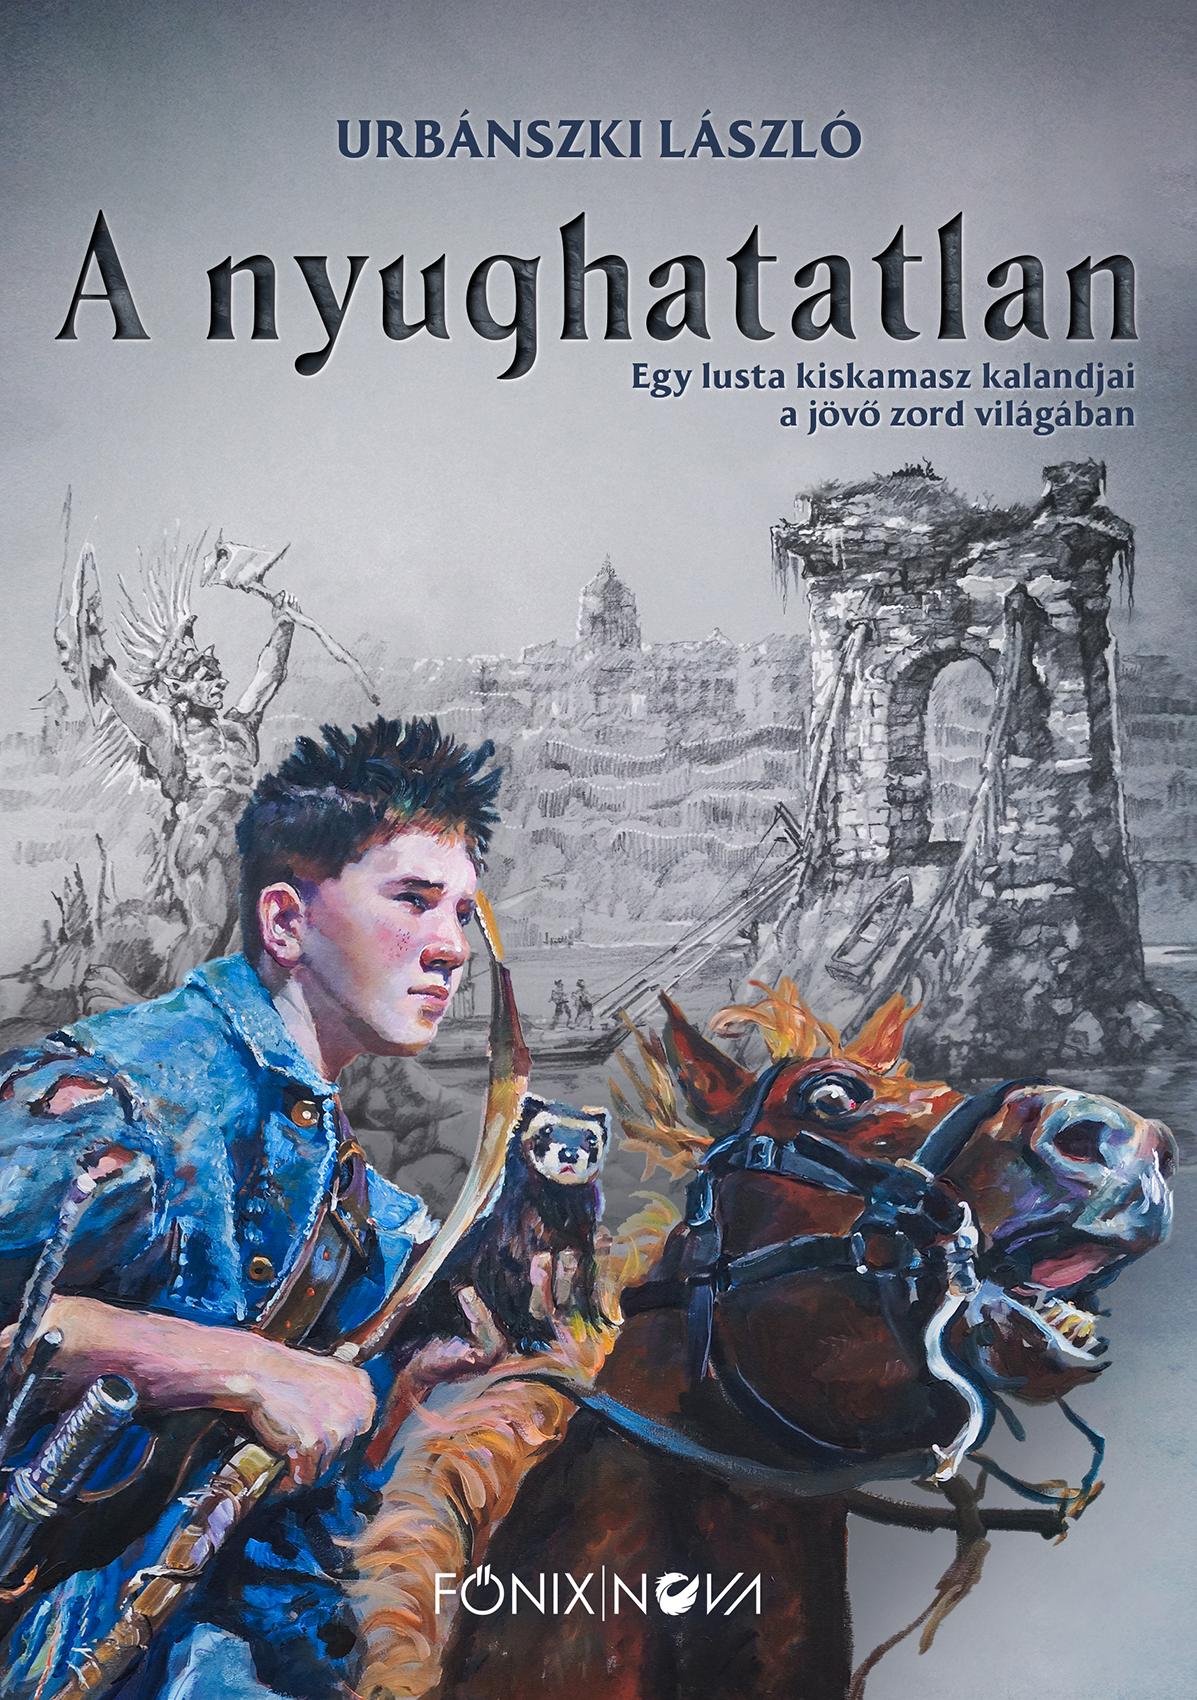 URBÁNSZKI LÁSZLÓ
A nyughatatlan
Egy lusta kiskamasz kalandjai
a jövő zord világában
FŐNIX|NOVA